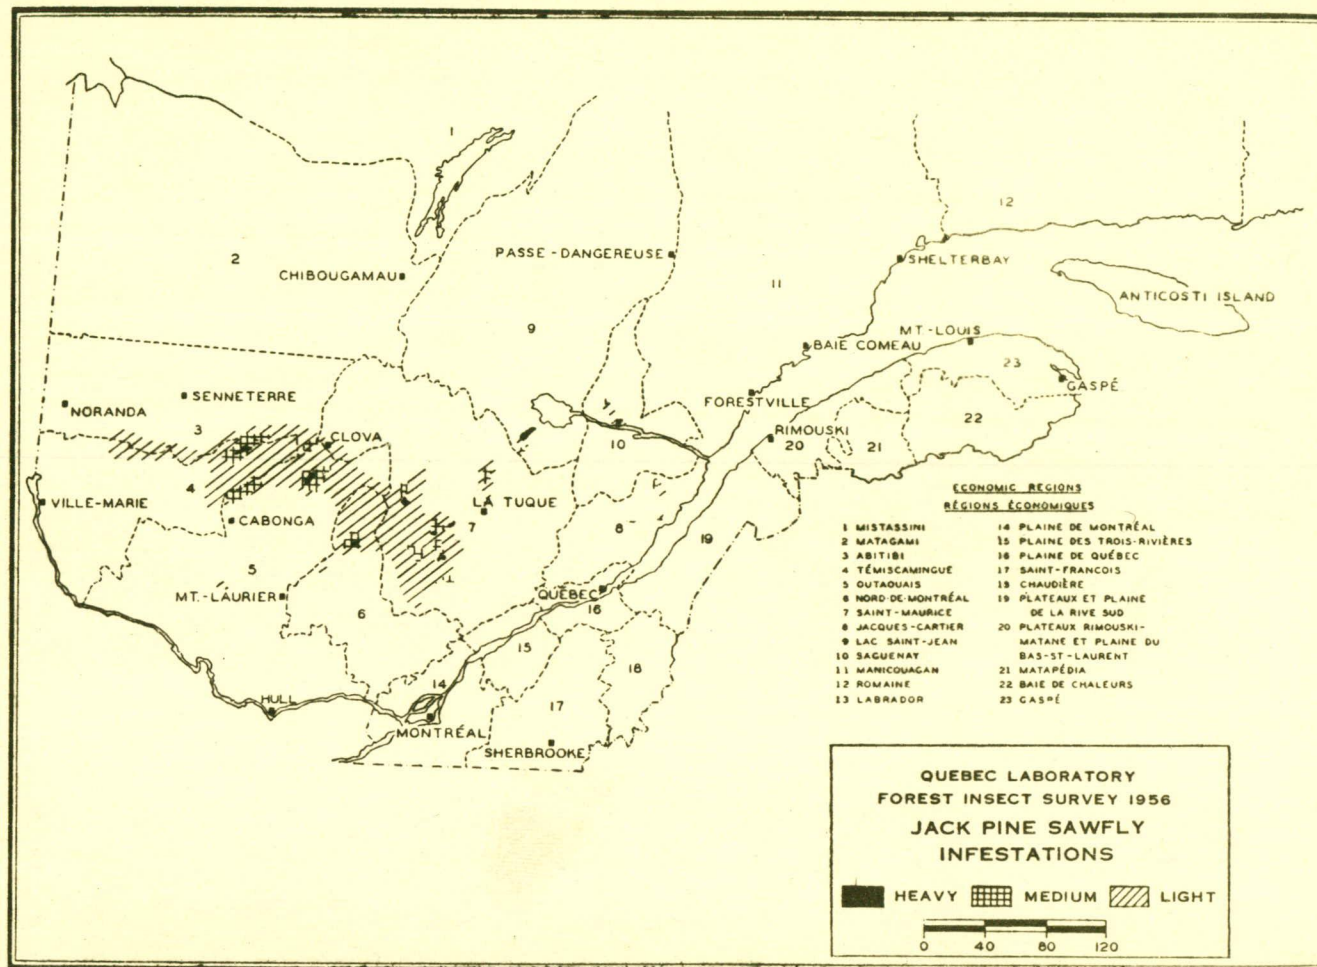 1
12
2
CHIBOUGAMAU
PASSE-DANGEREUSE
SHELTERBAY
11
ANTICOSTI ISLAND
9
MT-LOUIS
BAIE COMEAU
23
GASPÉ
SENNETERRE
NORANDA
FORESTVILLE
22
3
CLOVA
10
RIMOUSKI
20
21
4
VILLE-MARIE
CABONGA
LA TUQUE
7
8
19
5
MT.-LAURIER
QUÉBEC
16
6
15
18
14
HULL
17
MONTRÉAL
SHERBROOKE
ECONOMIC REGIONS
RÉGIONS ÉCONOMIQUES
1 MISTASSINI
2 MATAGAMI
3 ABITIBI
4 TÉMISCAMINGUE
5 OUTAOUAIS
6 NORD-DE-MONTRÉAL
7 SAINT-MAURICE
8 JACQUES-CARTIER
9 LAC SAINT-JEAN
10 SAGUENAY
11 MANICOUAGAN
12 ROMAINE
13 LABRADOR
14 PLAINE DE MONTRÉAL
15 PLAINE DES TROIS-RIVIÈRES
16 PLAINE DE QUÉBEC
17 SAINT-FRANCOIS
18 CHAUDIÈRE
19 PLATEAUX ET PLAINE
DE LA RIVE SUD
20 PLATEAUX RIMOUSKI-
MATANE ET PLAINE DU
BAS-ST-LAURENT
21 MATAPÉDIA
22 BAIE DE CHALEURS
23 GASPÉ
QUEBEC LABORATORY
FOREST INSECT SURVEY 1956
JACK PINE SAWFLY
INFESTATIONS
HEAVY MEDIUM LIGHT
0 40 80 120